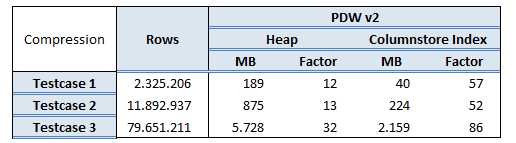 PDW v2
Compression Rows Heap Columnstore Index
MB Factor MB Factor
Testcase 1 2.325.206 189 12 40 57
Testcase 2 11.892.937 875 13 224 52
Testcase 3 79.651.211 5.728 32 2.159 86